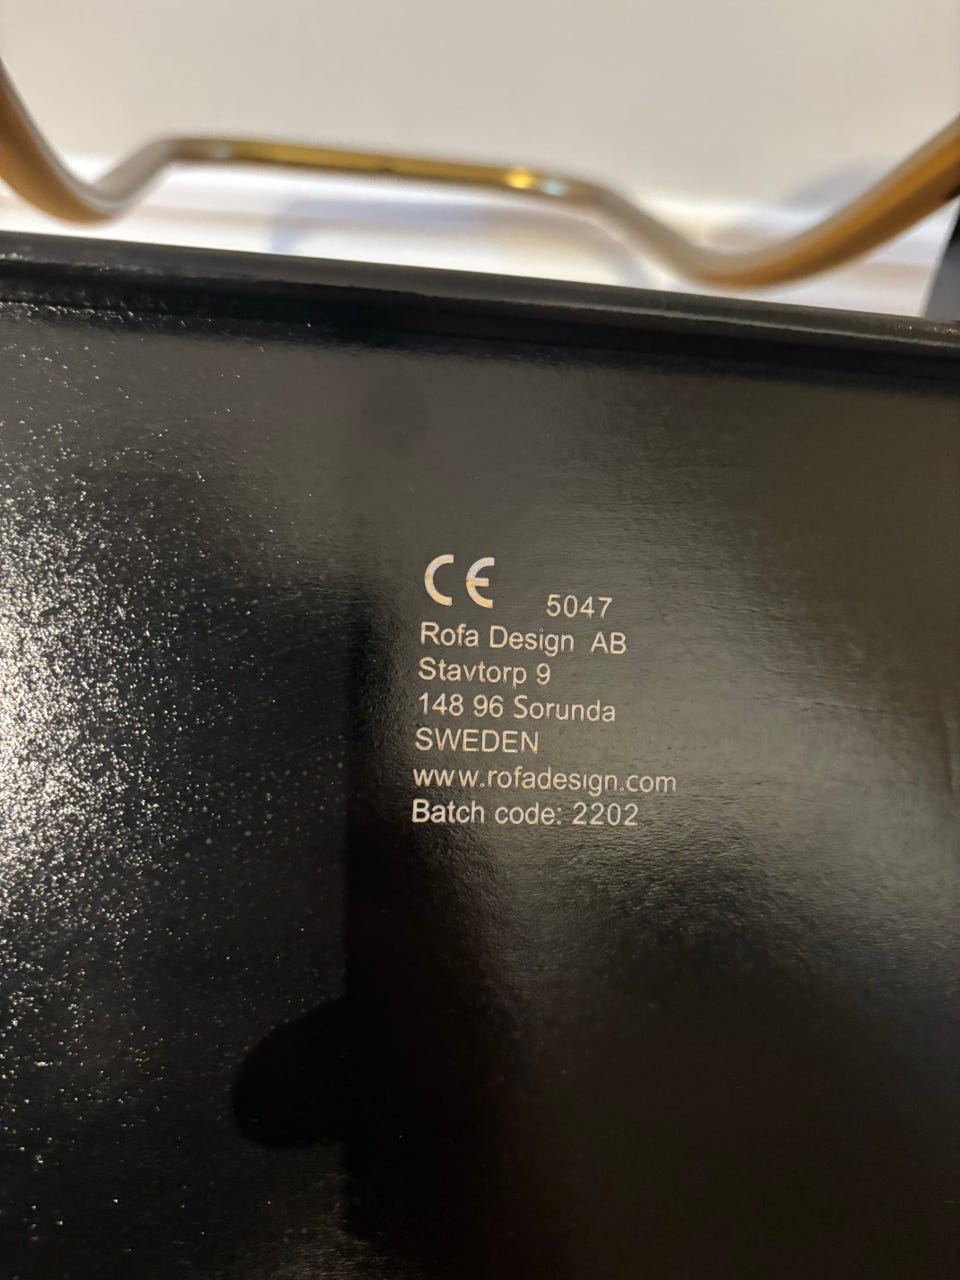 CE 5047
Rofa Design AB
Stavtorp 9
148 96 Sorunda
SWEDEN
www.rofadesign.com
Batch code: 2202